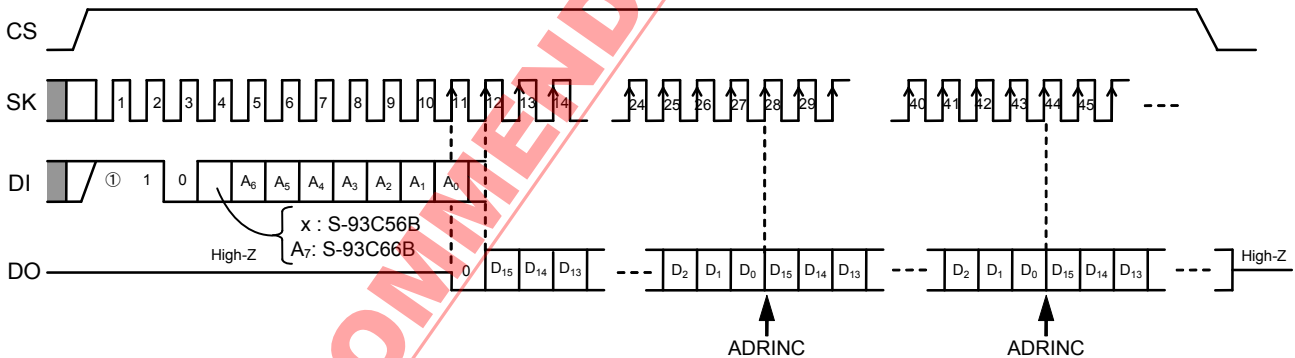 CS
SK 1 2 3 4 5 6 7 8 9 10 11 12 13 14 24 25 26 27 28 29 40 41 42 43 44 45
DI ① 1 0 A₆ A₅ A₄ A₃ A₂ A₁ A₀
x : S-93C56B
A₇: S-93C66B
High-Z
DO 0 D₁₅ D₁₄ D₁₃ D₂ D₁ D₀ D₁₅ D₁₄ D₁₃ D₂ D₁ D₀ D₁₅ D₁₄ D₁₃ High-Z
ADRINC ADRINC
OMMEND